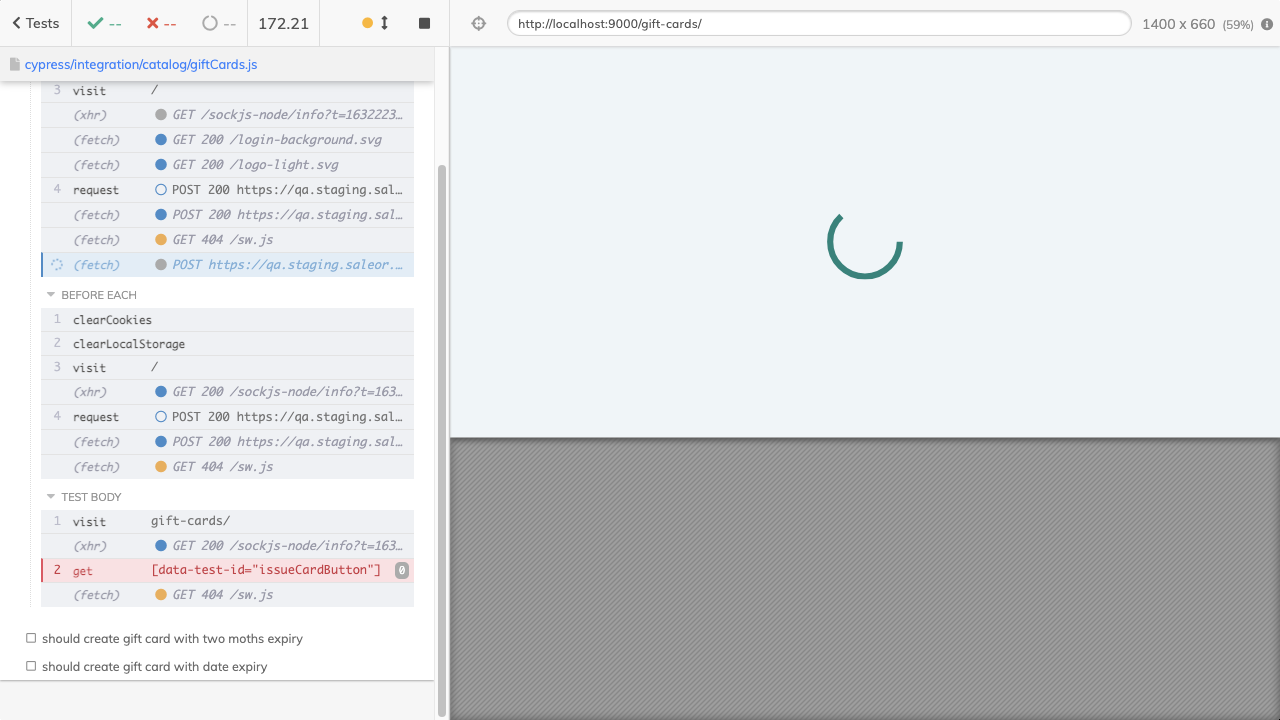 Tests -- -- -- 172.21 http://localhost:9000/gift-cards/ 1400 x 660 (59%)
cypress/integration/catalog/giftCards.js
3 visit /
(xhr) GET /sockjs-node/info?t=1632223…
(fetch) GET 200 /login-background.svg
(fetch) GET 200 /logo-light.svg
4 request POST 200 https://qa.staging.sal…
(fetch) POST 200 https://qa.staging.sal…
(fetch) GET 404 /sw.js
(fetch) POST https://qa.staging.saleor.…
BEFORE EACH
1 clearCookies
2 clearLocalStorage
3 visit /
(xhr) GET 200 /sockjs-node/info?t=163…
4 request POST 200 https://qa.staging.sal…
(fetch) POST 200 https://qa.staging.sal…
(fetch) GET 404 /sw.js
TEST BODY
1 visit gift-cards/
(xhr) GET 200 /sockjs-node/info?t=163…
2 get [data-test-id="issueCardButton"] 0
(fetch) GET 404 /sw.js
should create gift card with two moths expiry
should create gift card with date expiry